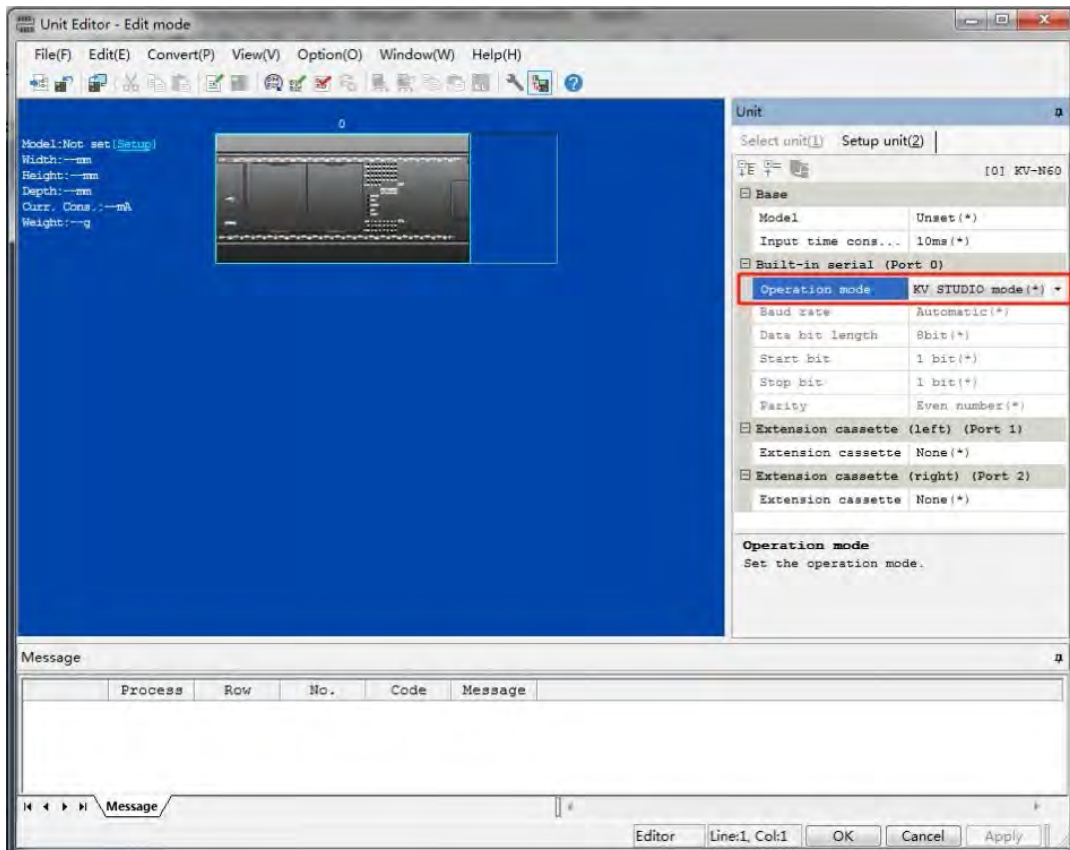 Unit Editor - Edit mode
File(F) Edit(E) Convert(P) View(V) Option(O) Window(W) Help(H)
Model:Not set(Setup)
Width:--mm
Height:--mm
Depth:--mm
Curr. Cons.:--mA
Weight:--g
0
Unit
Select unit(1) Setup unit(2)
[0] KV-N60
Base
Model Unset(*)
Input time cons... 10ms(*)
Built-in serial (Port 0)
Operation mode KV STUDIO mode(*)
Baud rate Automatic(*)
Data bit length 8bit(*)
Start bit 1 bit(*)
Stop bit 1 bit(*)
Parity Even number(*)
Extension cassette (left) (Port 1)
Extension cassette None(*)
Extension cassette (right) (Port 2)
Extension cassette None(*)
Operation mode
Set the operation mode.
Message
Process Row No. Code Message
Message
Editor Line:1, Col:1 OK Cancel Apply